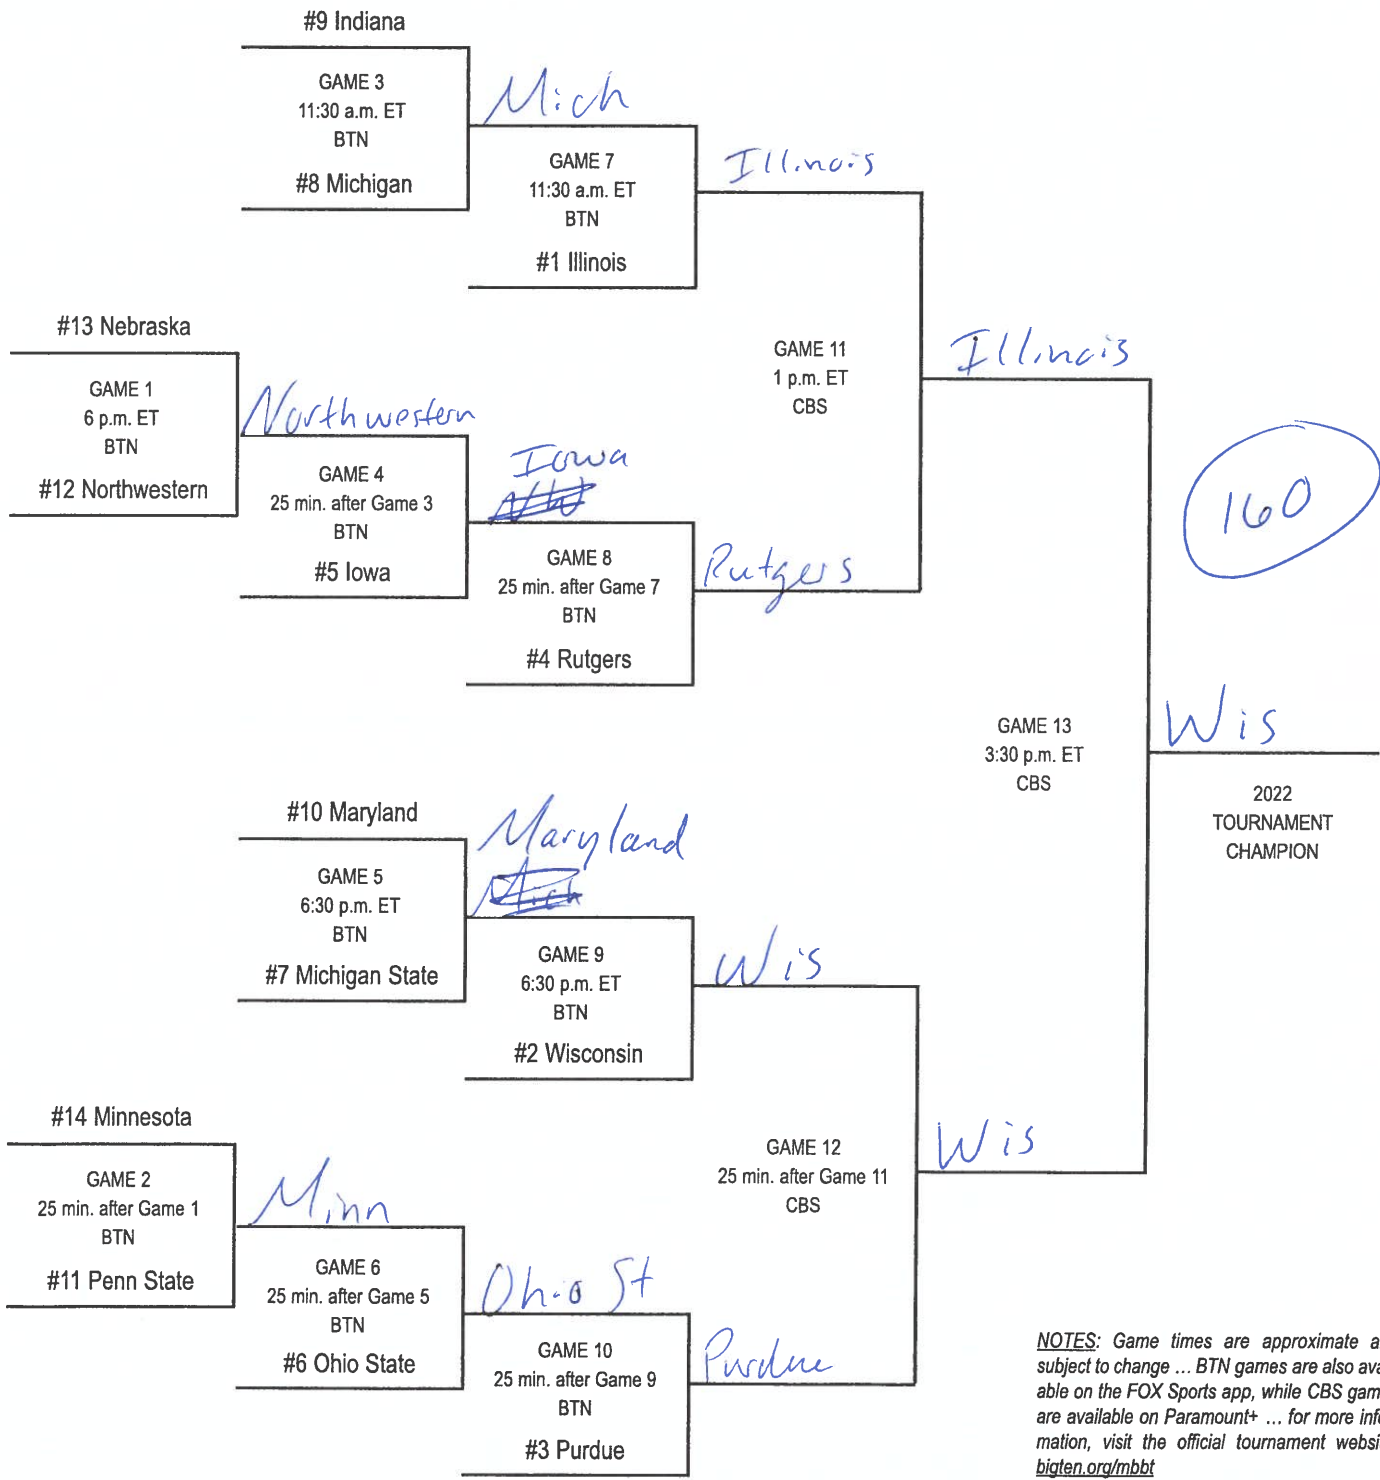 #9 Indiana
GAME 3
11:30 a.m. ET
BTN
#8 Michigan
Mich
GAME 7
11:30 a.m. ET
BTN
#1 Illinois
Illinois
#13 Nebraska
GAME 1
6 p.m. ET
BTN
#12 Northwestern
Northwestern
GAME 4
25 min. after Game 3
BTN
#5 Iowa
Iowa
NW
GAME 8
25 min. after Game 7
BTN
#4 Rutgers
Rutgers
GAME 11
1 p.m. ET
CBS
Illinois
160
GAME 13
3:30 p.m. ET
CBS
Wis
2022
TOURNAMENT
CHAMPION
#10 Maryland
GAME 5
6:30 p.m. ET
BTN
#7 Michigan State
Maryland
Mich
GAME 9
6:30 p.m. ET
BTN
#2 Wisconsin
Wis
#14 Minnesota
GAME 2
25 min. after Game 1
BTN
#11 Penn State
Minn
GAME 6
25 min. after Game 5
BTN
#6 Ohio State
Ohio St
GAME 10
25 min. after Game 9
BTN
#3 Purdue
Purdue
GAME 12
25 min. after Game 11
CBS
Wis
NOTES: Game times are approximate a
subject to change ... BTN games are also ava
able on the FOX Sports app, while CBS gam
are available on Paramount+ ... for more info
mation, visit the official tournament websi
bigten.org/mbbt